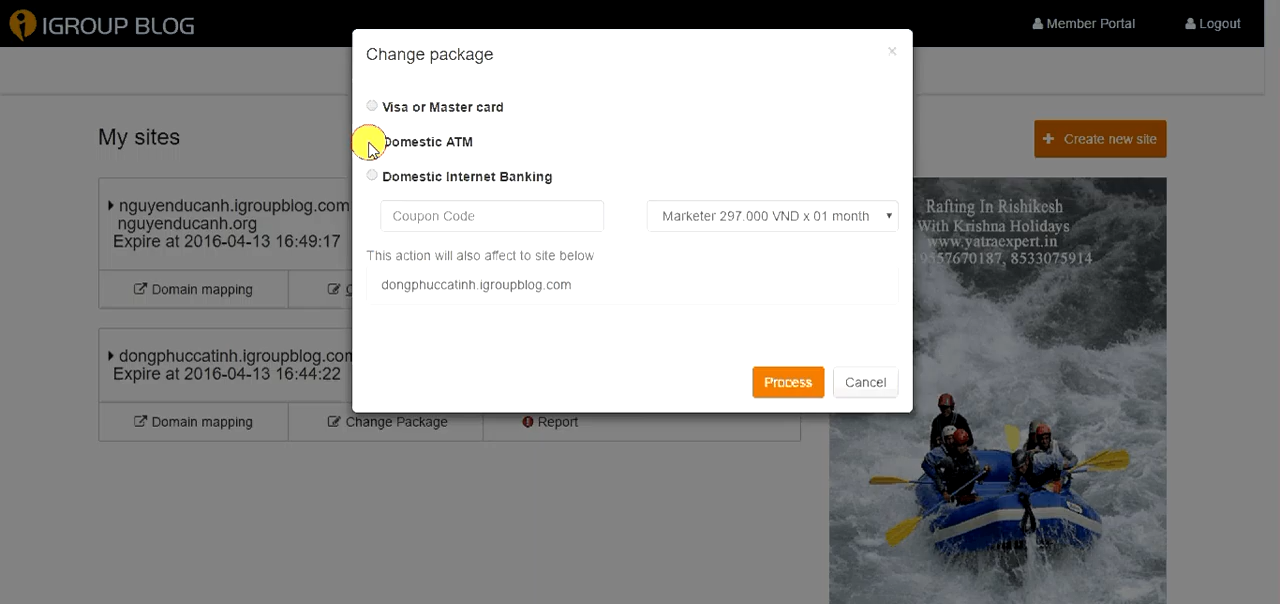 IGROUP BLOG
Member Portal
Logout
Change package
×
Visa or Master card
Domestic ATM
Domestic Internet Banking
Coupon Code
Marketer 297.000 VND x 01 month
This action will also affect to site below
dongphuccatinh.igroupblog.com
Process
Cancel
My sites
Create new site
nguyenducanh.igroupblog.com
nguyenducanh.org
Expire at 2016-04-13 16:49:17
Domain mapping
dongphuccatinh.igroupblog.com
Expire at 2016-04-13 16:44:22
Domain mapping
Change Package
Report
Rafting In Rishikesh
With Krishna Holidays
www.yatraexpert.in
9557670187, 8533075914